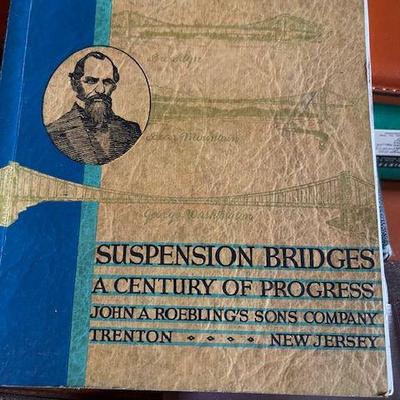 Brooklyn
Bear Mountain
George Washington
SUSPENSION BRIDGES
A CENTURY OF PROGRESS
JOHN A ROEBLING'S SONS COMPANY
TRENTON NEW JERSEY